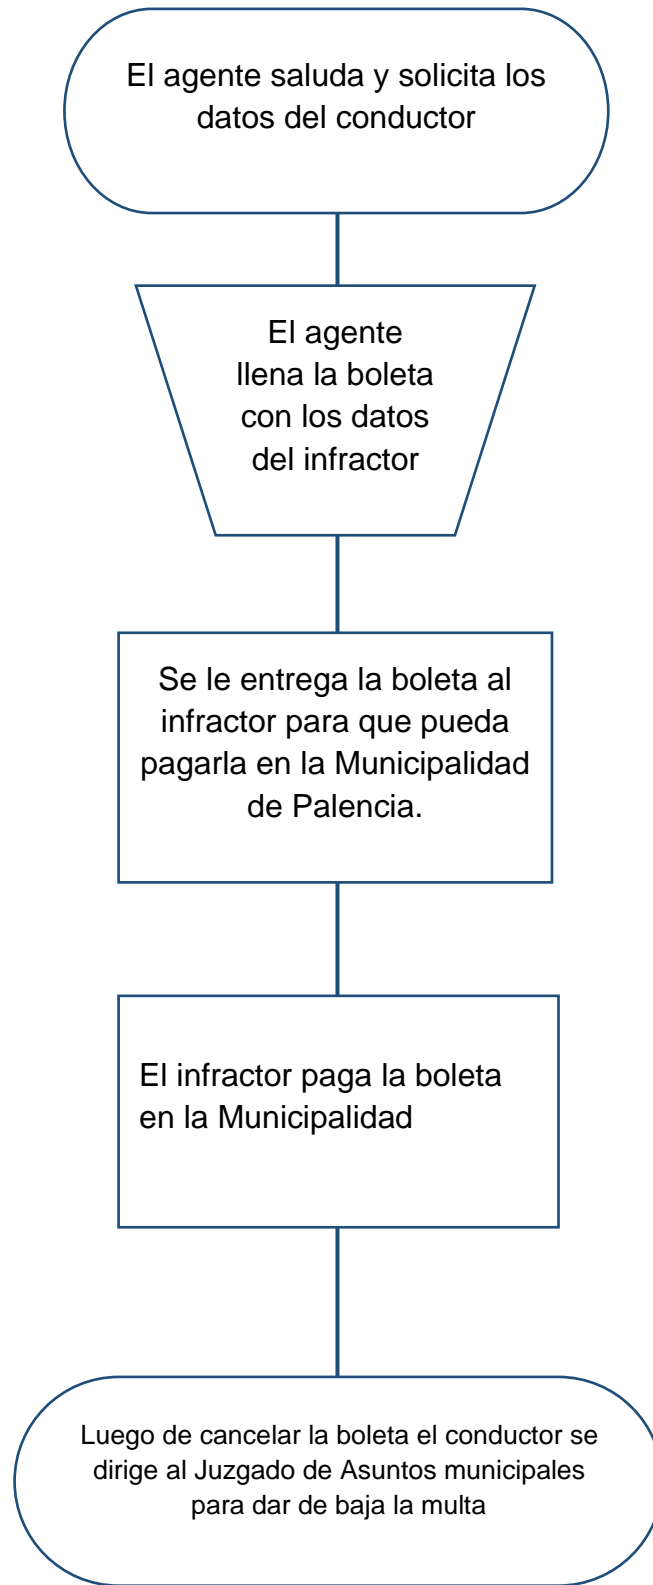 El agente saluda y solicita los
datos del conductor
El agente
llena la boleta
con los datos
del infractor
Se le entrega la boleta al
infractor para que pueda
pagarla en la Municipalidad
de Palencia.
El infractor paga la boleta
en la Municipalidad
Luego de cancelar la boleta el conductor se
dirige al Juzgado de Asuntos municipales
para dar de baja la multa